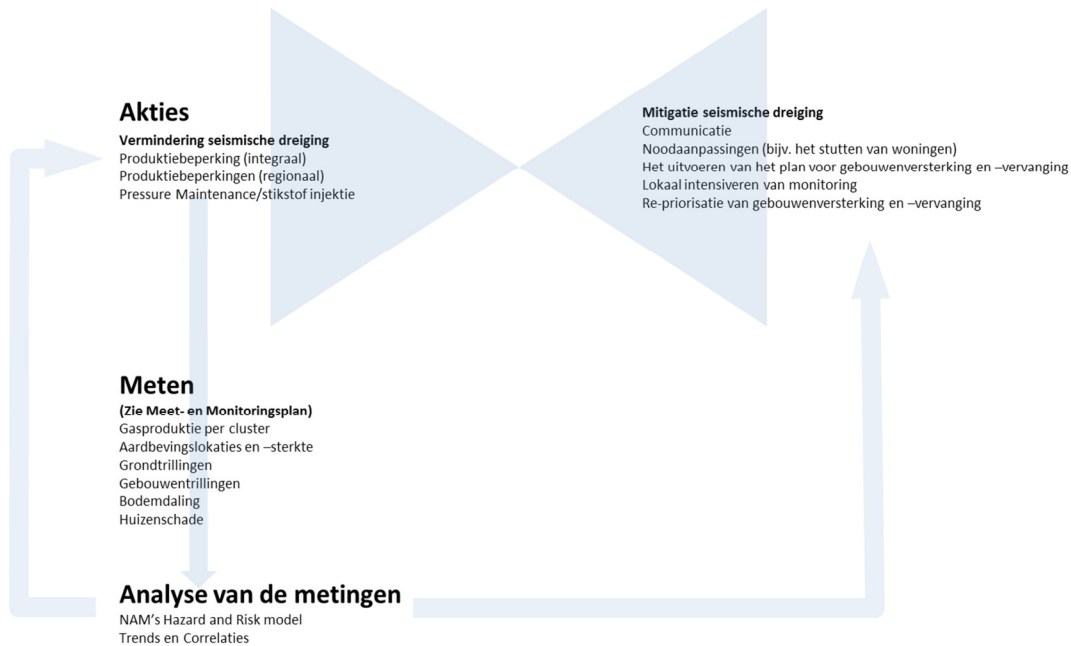 Akties
Vermindering seismische dreiging
Produktiebeperking (integraal)
Produktiebeperkingen (regionaal)
Pressure Maintenance/stikstof injektie
Mitigatie seismische dreiging
Communicatie
Noodaanpassingen (bijv. het stutten van woningen)
Het uitvoeren van het plan voor gebouwenversterking en –vervanging
Lokaal intensiveren van monitoring
Re-priorisatie van gebouwenversterking en –vervanging
Meten
(Zie Meet- en Monitoringsplan)
Gasproduktie per cluster
Aardbevingslokaties en –sterkte
Grondtrillingen
Gebouwentrillingen
Bodemdaling
Huizenschade
Analyse van de metingen
NAM's Hazard and Risk model
Trends en Correlaties